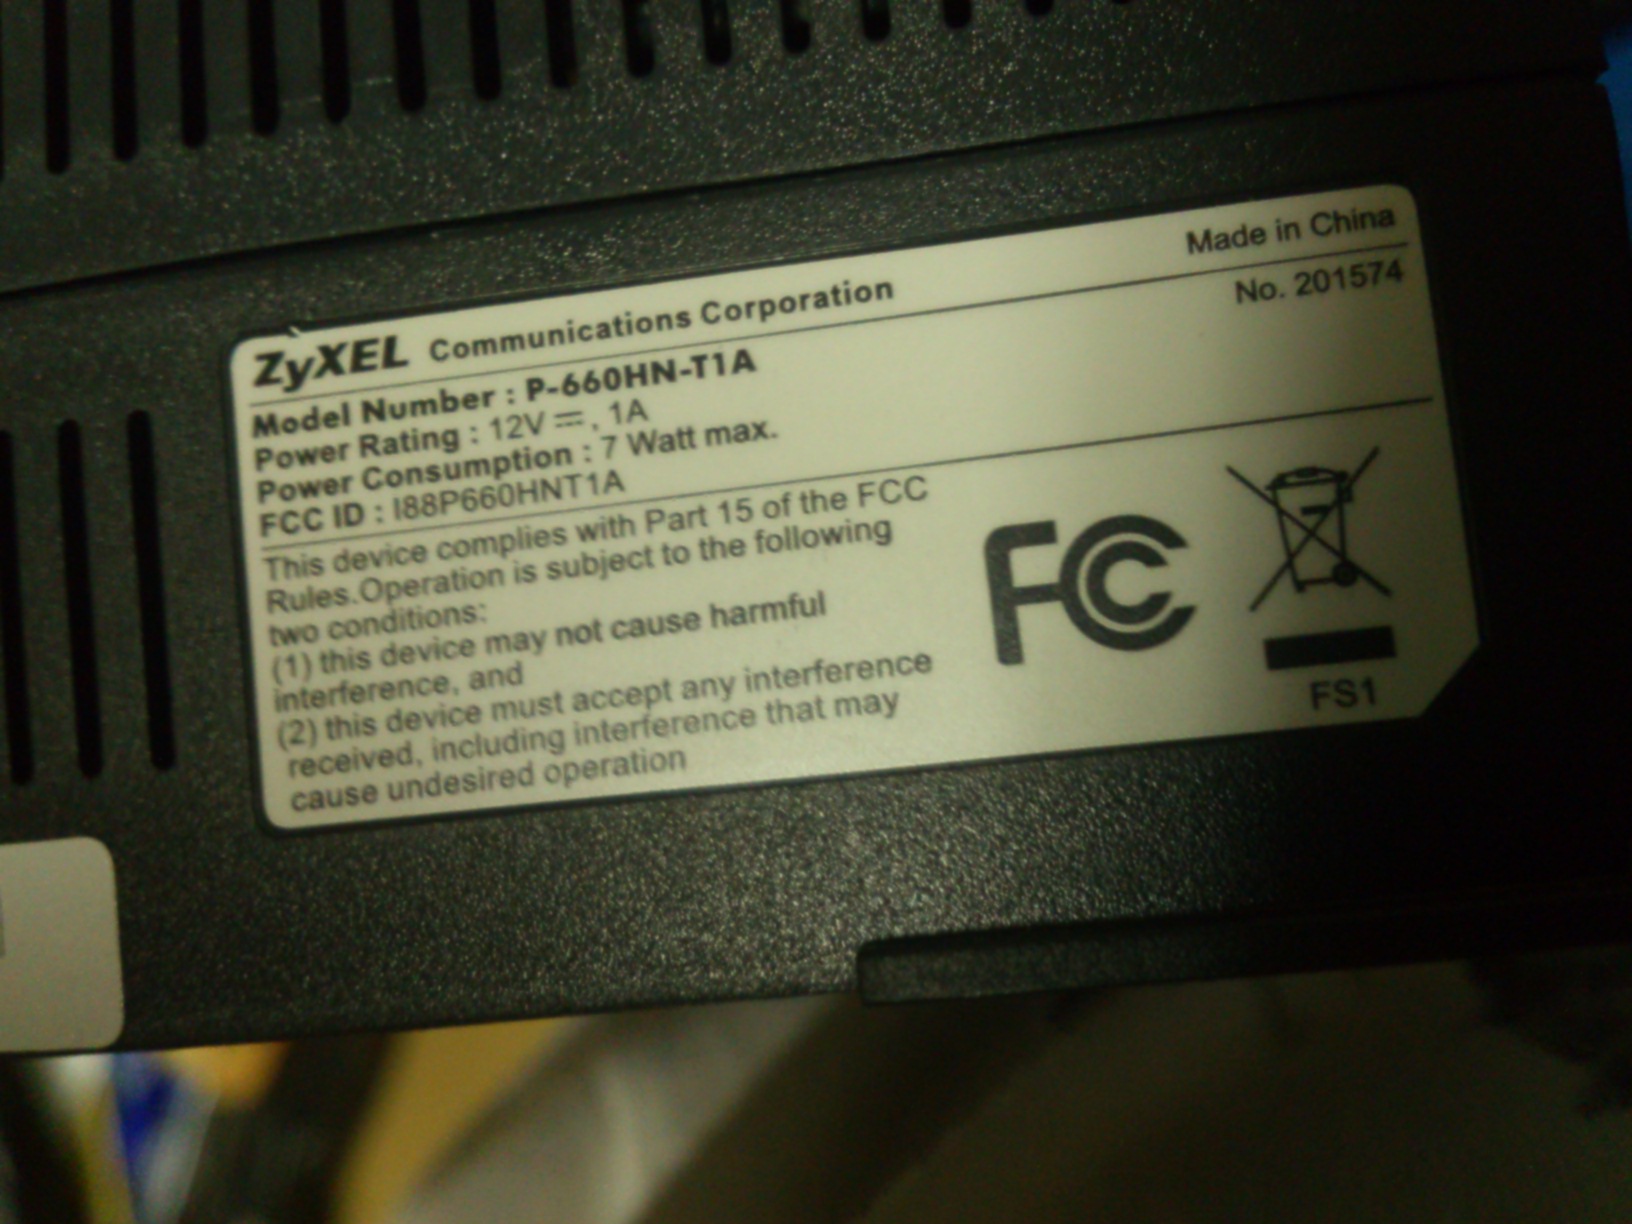 Made in China
ZyXEL Communications Corporation
No. 201574
Model Number : P-660HN-T1A
Power Rating : 12V ⎓, 1A
Power Consumption : 7 Watt max.
FCC ID : I88P660HNT1A
This device complies with Part 15 of the FCC
Rules.Operation is subject to the following
two conditions:
(1) this device may not cause harmful
interference, and
(2) this device must accept any interference
received, including interference that may
cause undesired operation
FC
FS1